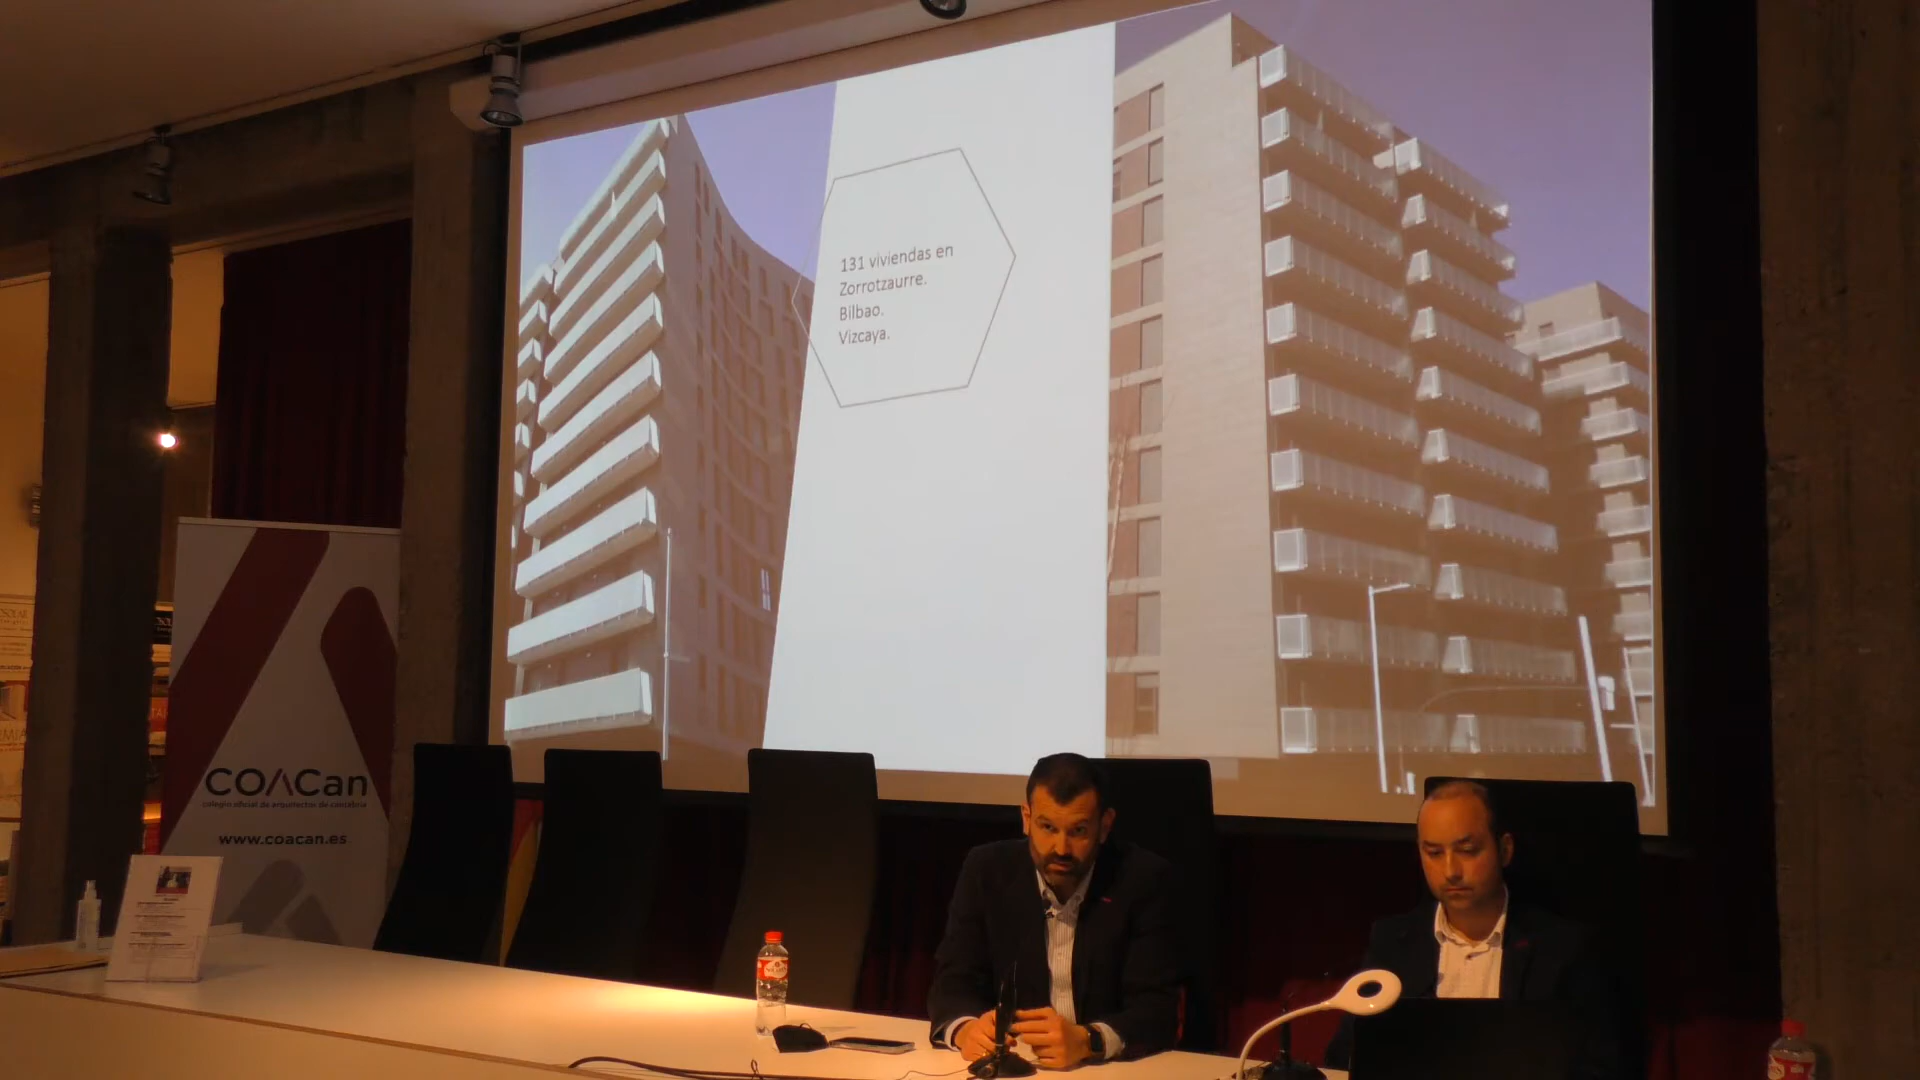 131 viviendas en
Zorrotzaurre.
Bilbao.
Vizcaya.
COACan
colegio oficial de arquitectos de cantabria
www.coacan.es